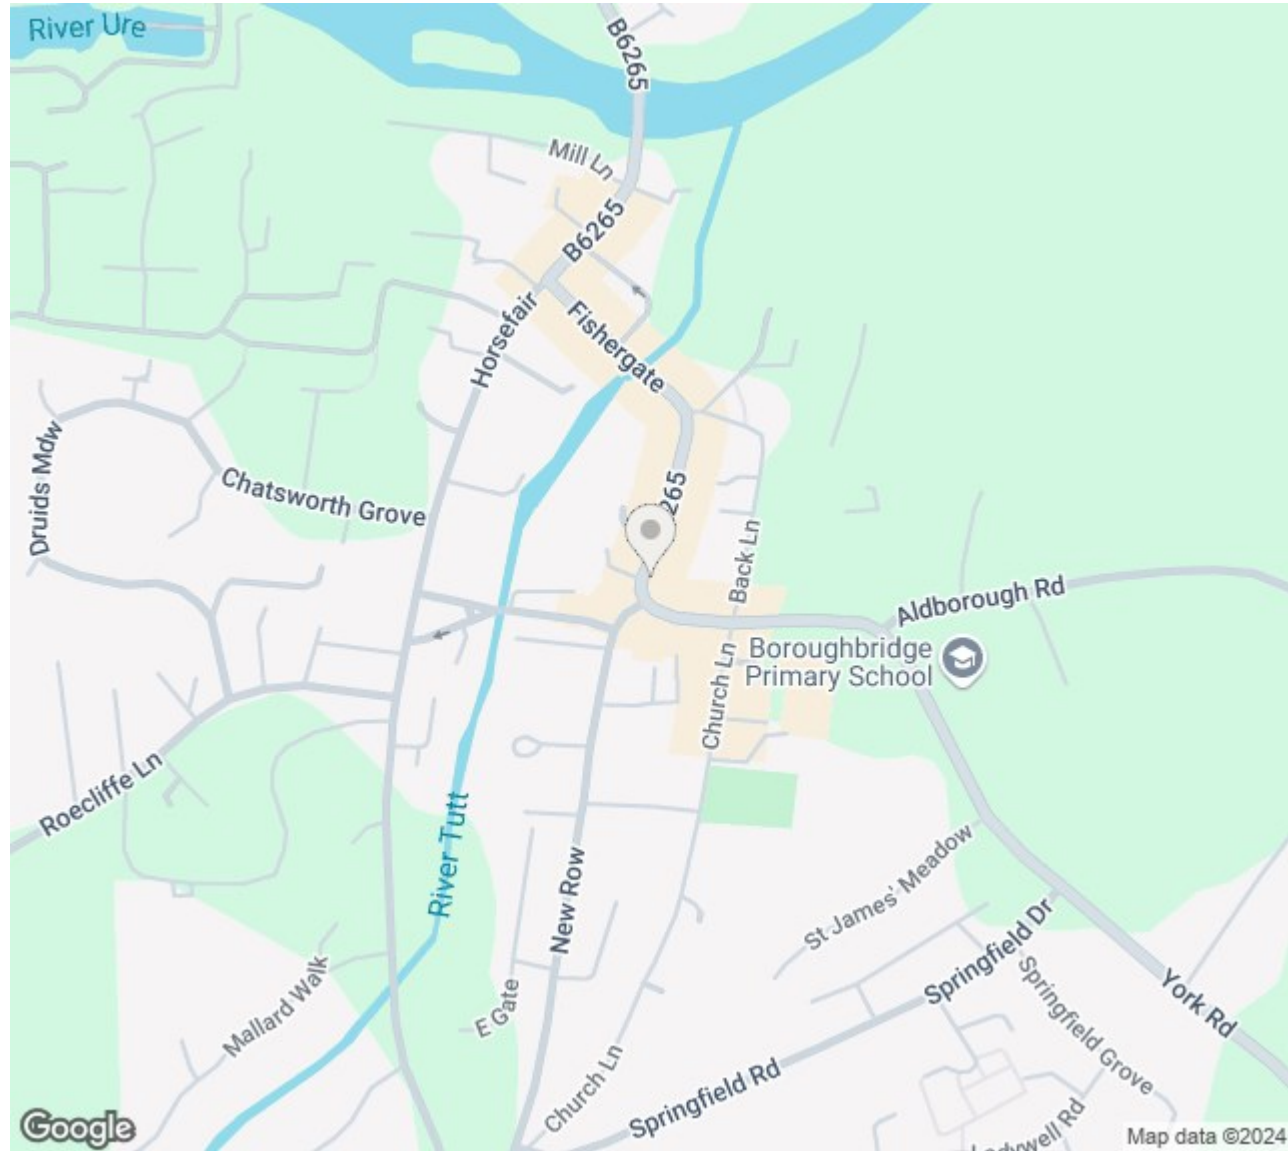 River Ure
B6265
Mill Ln
B6265
Fishergate
Horsefair
Druids Mdw
Chatsworth Grove
265
Back Ln
Aldborough Rd
Boroughbridge
Primary School
Church Ln
Roecliffe Ln
River Tutt
New Row
St James' Meadow
Springfield Dr
Springfield Grove
York Rd
Mallard Walk
E Gate
Church Ln
Springfield Rd
Google
Map data ©2024